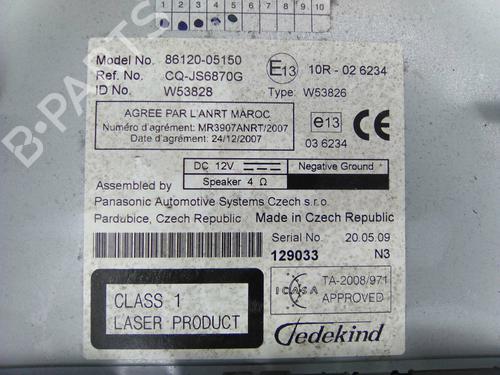 1 2 3 4 5 6 7 8 9 10
Model No. 86120-05150
Ref No. CQ-JS6870G
ID No W53828
E13 10R - 02 6234
Type W53826
AGREE PAR L'ANRT MAROC
Numéro d'agrément: MR3907ANRT/2007
Date d'agrément: 24/12/2007
e13 CE
03 6234
DC 12V Negative Ground
Speaker 4 Ω
Assembled by
Panasonic Automotive Systems Czech s.r.o.
Pardubice, Czech Republic Made in Czech Republic
Serial No. 20.05.09
129033 N3
CLASS 1
LASER PRODUCT
ICASA
TA-2008/971
APPROVED
Jedekind
B-PARTS